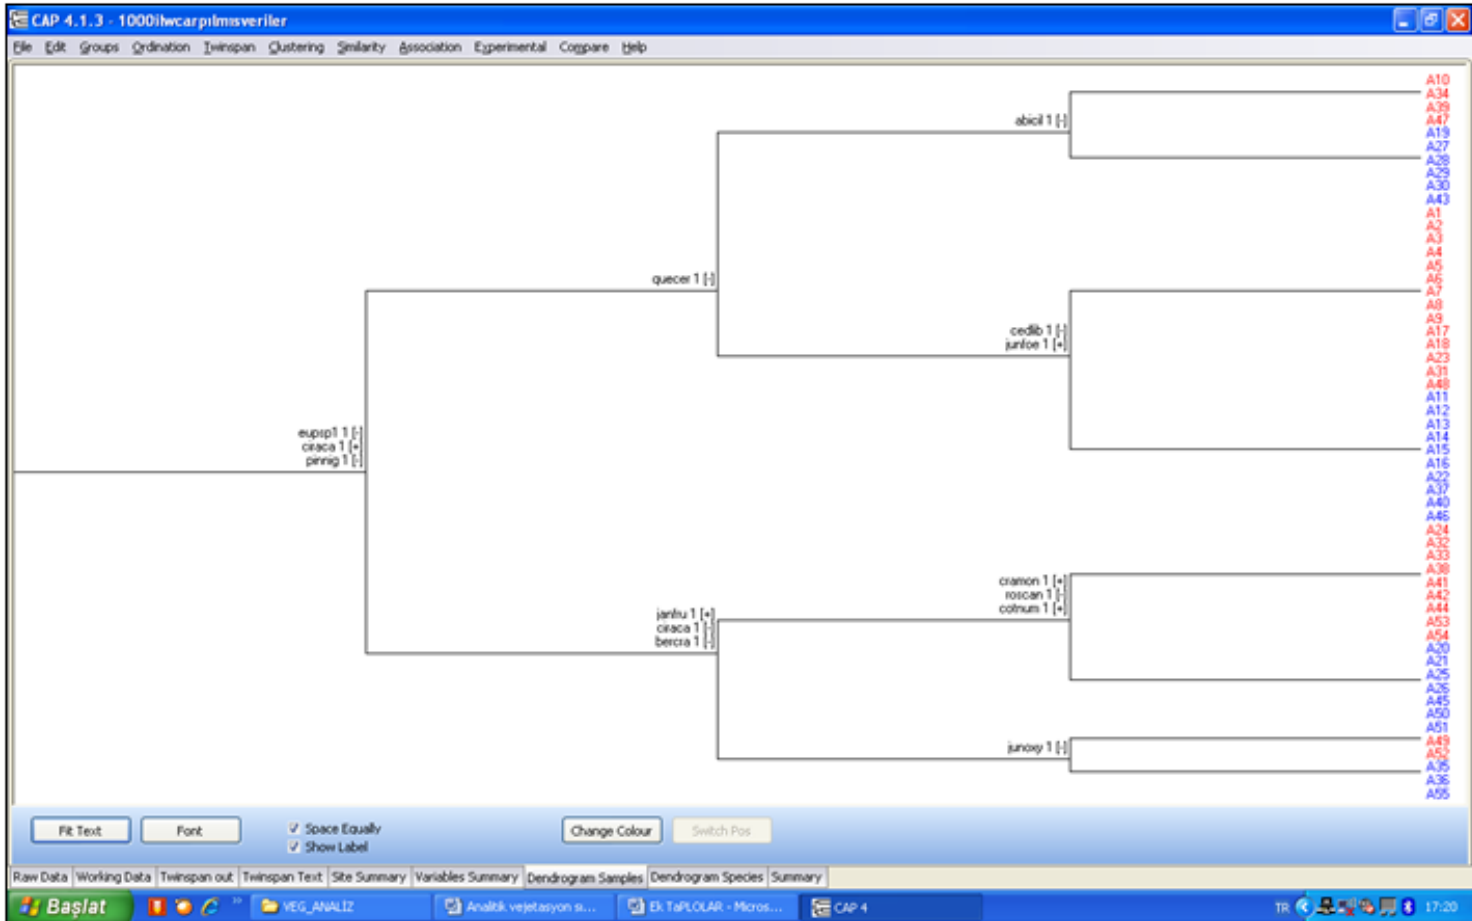 CAP 4.1.3 - 1000ilwcarpılmısveriler
File Edit Groups Ordination Twinspan Clustering Similarity Association Experimental Compare Help
abicil 1 [-]
quecer 1 [-]
cedlib 1 [-]
junfoe 1 [+]
eupsp1 1 [-]
ciraca 1 [+]
pinnig 1 [-]
janfru 1 [+]
ciraca 1 [-]
bercra 1 [-]
cramon 1 [+]
roscan 1 [-]
cotnum 1 [+]
junoxy 1 [-]
A10
A34
A39
A47
A19
A27
A28
A29
A30
A43
A1
A2
A3
A4
A5
A6
A7
A8
A9
A17
A18
A23
A31
A48
A11
A12
A13
A14
A15
A16
A22
A37
A40
A46
A24
A32
A33
A38
A41
A42
A44
A53
A54
A20
A21
A25
A26
A45
A50
A51
A49
A52
A35
A36
A55
Fit Text Font Space Equally Change Colour Switch Pos
Show Label
Raw Data Working Data Twinspan out Twinspan Text Site Summary Variables Summary Dendrogram Samples Dendrogram Species Summary
Başlat VEG_ANALİZ Analitik vejetasyon sı... Ek TaPLOLAR - Micros... CAP 4 TR 17:20